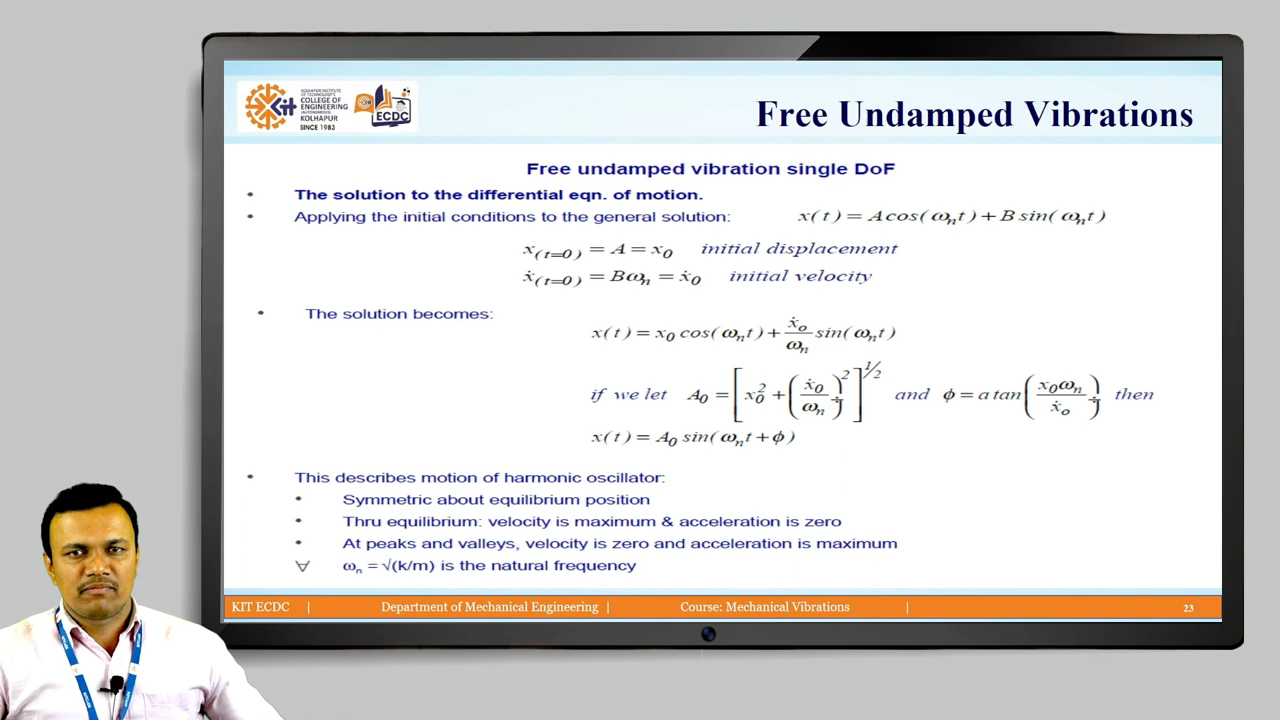 KOLHAPUR INSTITUTE
OF TECHNOLOGY'S
COLLEGE OF
ENGINEERING
(AUTONOMOUS)
KOLHAPUR
SINCE 1983
Kit
ECDC
Free Undamped Vibrations
Free undamped vibration single DoF
• The solution to the differential eqn. of motion.
• Applying the initial conditions to the general solution: x(t) = A cos(ωₙt) + B sin(ωₙt)
x₍ₜ₌₀₎ = A = x₀ initial displacement
ẋ₍ₜ₌₀₎ = Bωₙ = ẋ₀ initial velocity
• The solution becomes:
x(t) = x₀ cos(ωₙt) + ẋₒ/ωₙ sin(ωₙt)
if we let A₀ = [x₀² + (ẋ₀/ωₙ)²]^½ and ϕ = a tan(x₀ωₙ/ẋₒ) then
x(t) = A₀ sin(ωₙt + ϕ)
• This describes motion of harmonic oscillator:
• Symmetric about equilibrium position
• Thru equilibrium: velocity is maximum & acceleration is zero
• At peaks and valleys, velocity is zero and acceleration is maximum
∀ ωₙ = √(k/m) is the natural frequency
KIT ECDC | Department of Mechanical Engineering | Course: Mechanical Vibrations | 23